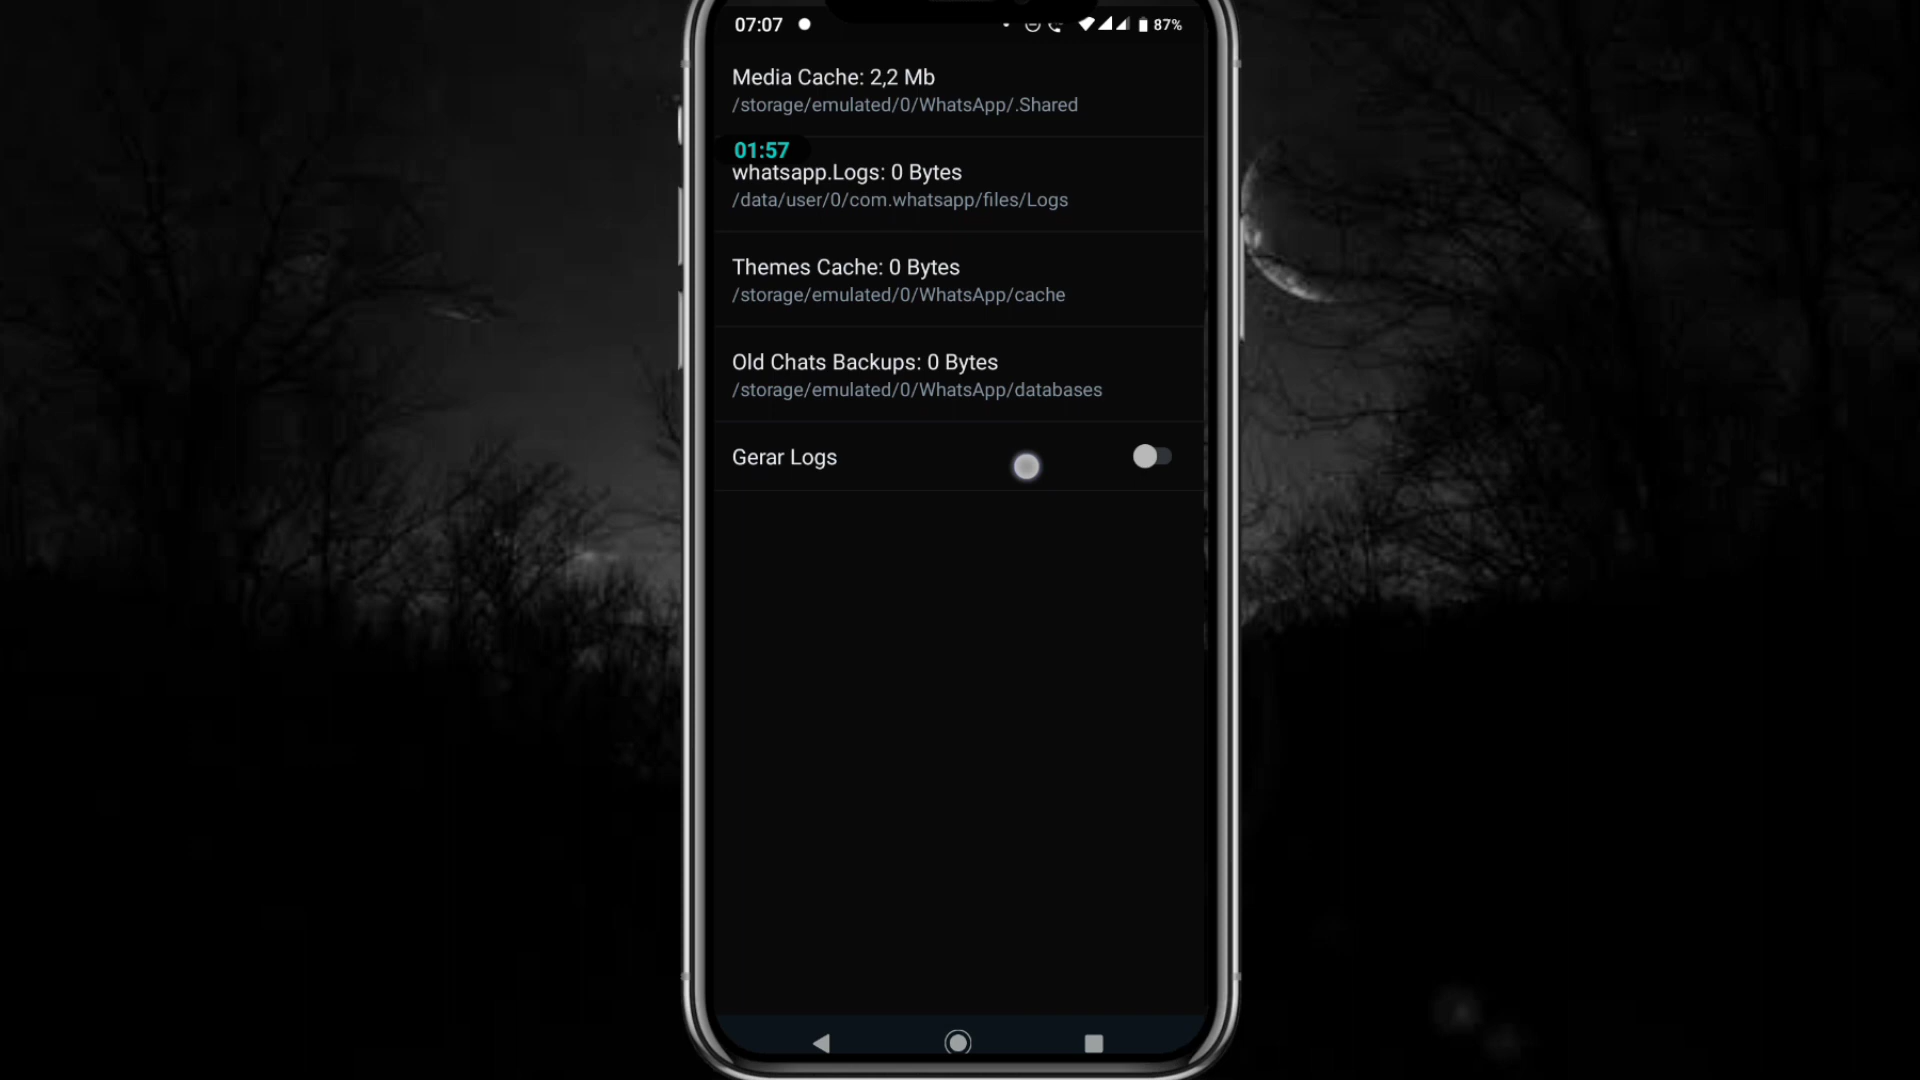 07:07
87%
Media Cache: 2,2 Mb
/storage/emulated/0/WhatsApp/.Shared
01:57
whatsapp.Logs: 0 Bytes
/data/user/0/com.whatsapp/files/Logs
Themes Cache: 0 Bytes
/storage/emulated/0/WhatsApp/cache
Old Chats Backups: 0 Bytes
/storage/emulated/0/WhatsApp/databases
Gerar Logs